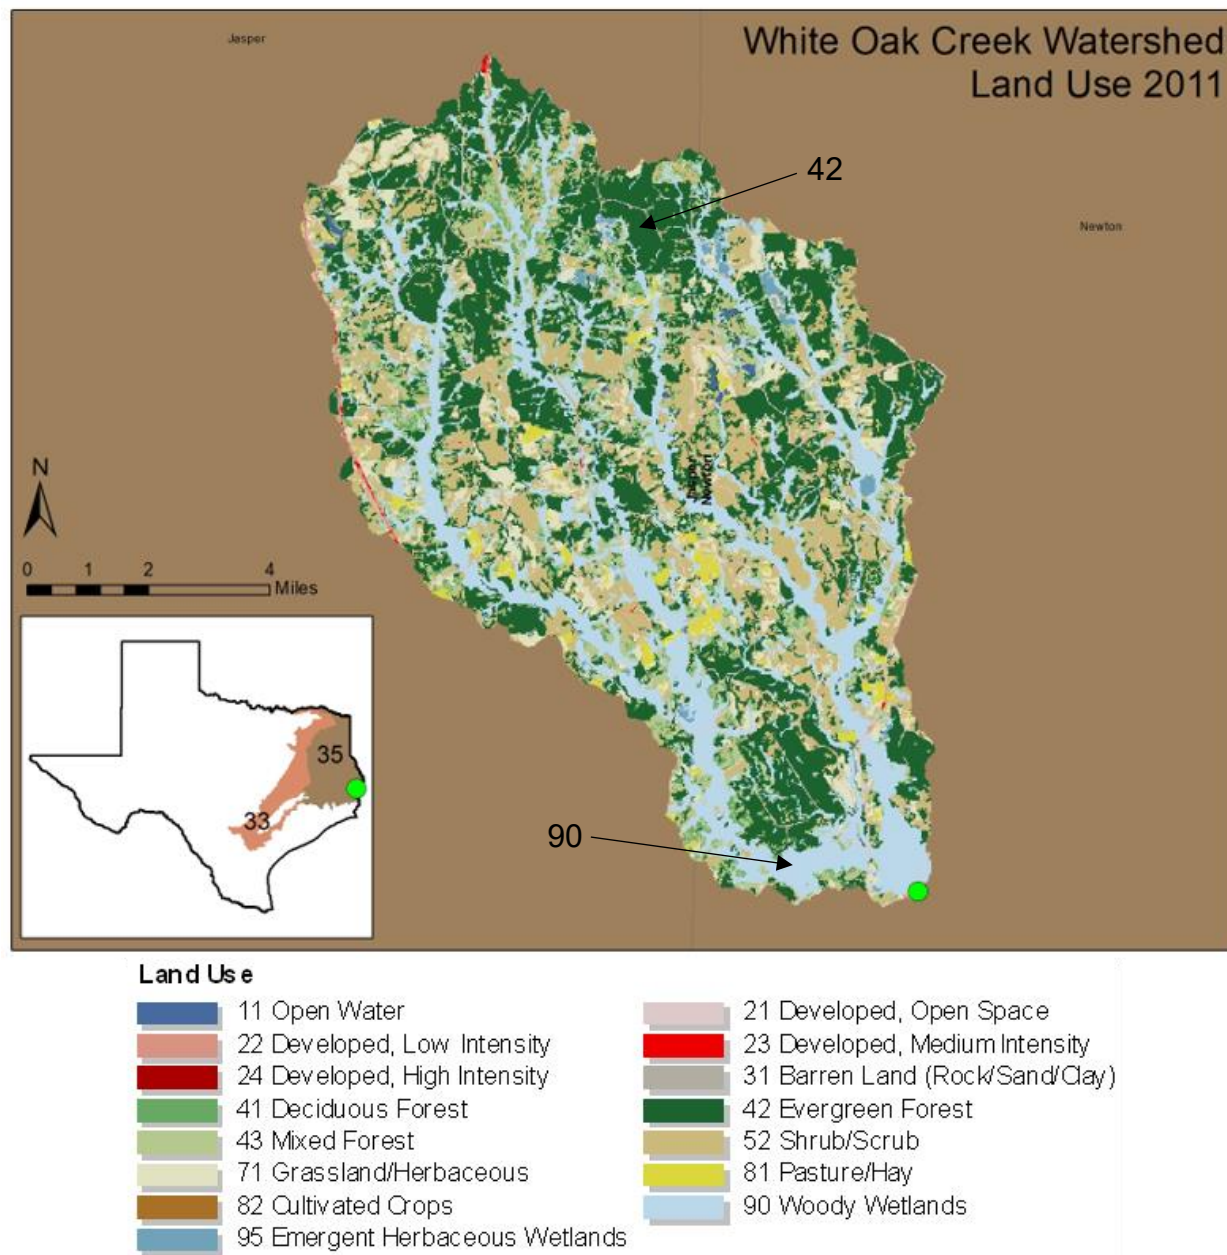 White Oak Creek Watershed
Land Use 2011
Jasper
42
Newton
Jasper
Newton
N
0 1 2 4
Miles
35
33
90
Land Use
11 Open Water
21 Developed, Open Space
22 Developed, Low Intensity
23 Developed, Medium Intensity
24 Developed, High Intensity
31 Barren Land (Rock/Sand/Clay)
41 Deciduous Forest
42 Evergreen Forest
43 Mixed Forest
52 Shrub/Scrub
71 Grassland/Herbaceous
81 Pasture/Hay
82 Cultivated Crops
90 Woody Wetlands
95 Emergent Herbaceous Wetlands